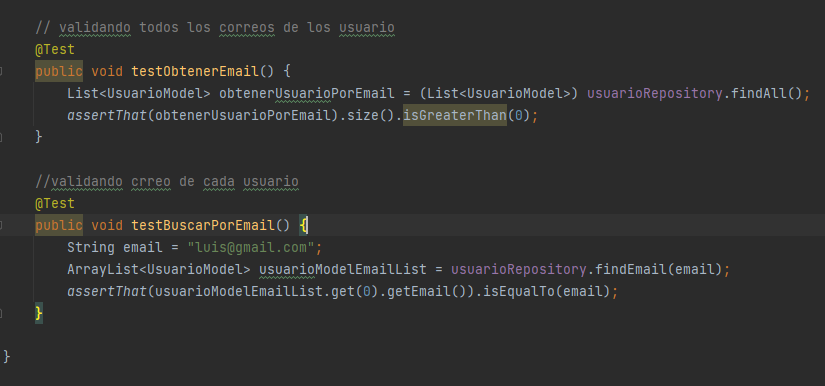 // validando todos los correos de los usuario
@Test
public void testObtenerEmail() {
List<UsuarioModel> obtenerUsuarioPorEmail = (List<UsuarioModel>) usuarioRepository.findAll();
assertThat(obtenerUsuarioPorEmail).size().isGreaterThan(0);
}
//validando crreo de cada usuario
@Test
public void testBuscarPorEmail() {
String email = "luis@gmail.com";
ArrayList<UsuarioModel> usuarioModelEmailList = usuarioRepository.findEmail(email);
assertThat(usuarioModelEmailList.get(0).getEmail()).isEqualTo(email);
}
}